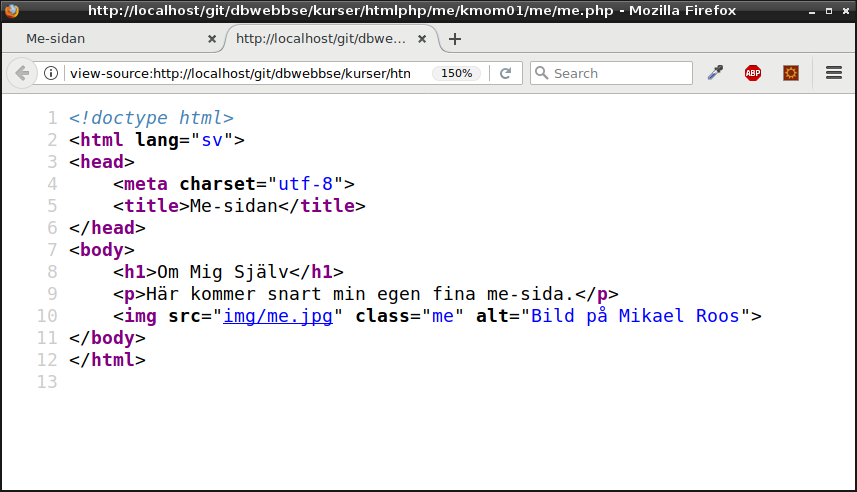 http://localhost/git/dbwebbse/kurser/htmlphp/me/kmom01/me/me.php - Mozilla Firefox
Me-sidan × http://localhost/git/dbwe... × +
view-source:http://localhost/git/dbwebbse/kurser/htn 150% Search ABP
1 <!doctype html>
2 <html lang="sv">
3 <head>
4 <meta charset="utf-8">
5 <title>Me-sidan</title>
6 </head>
7 <body>
8 <h1>Om Mig Själv</h1>
9 <p>Här kommer snart min egen fina me-sida.</p>
10 <img src="img/me.jpg" class="me" alt="Bild på Mikael Roos">
11 </body>
12 </html>
13